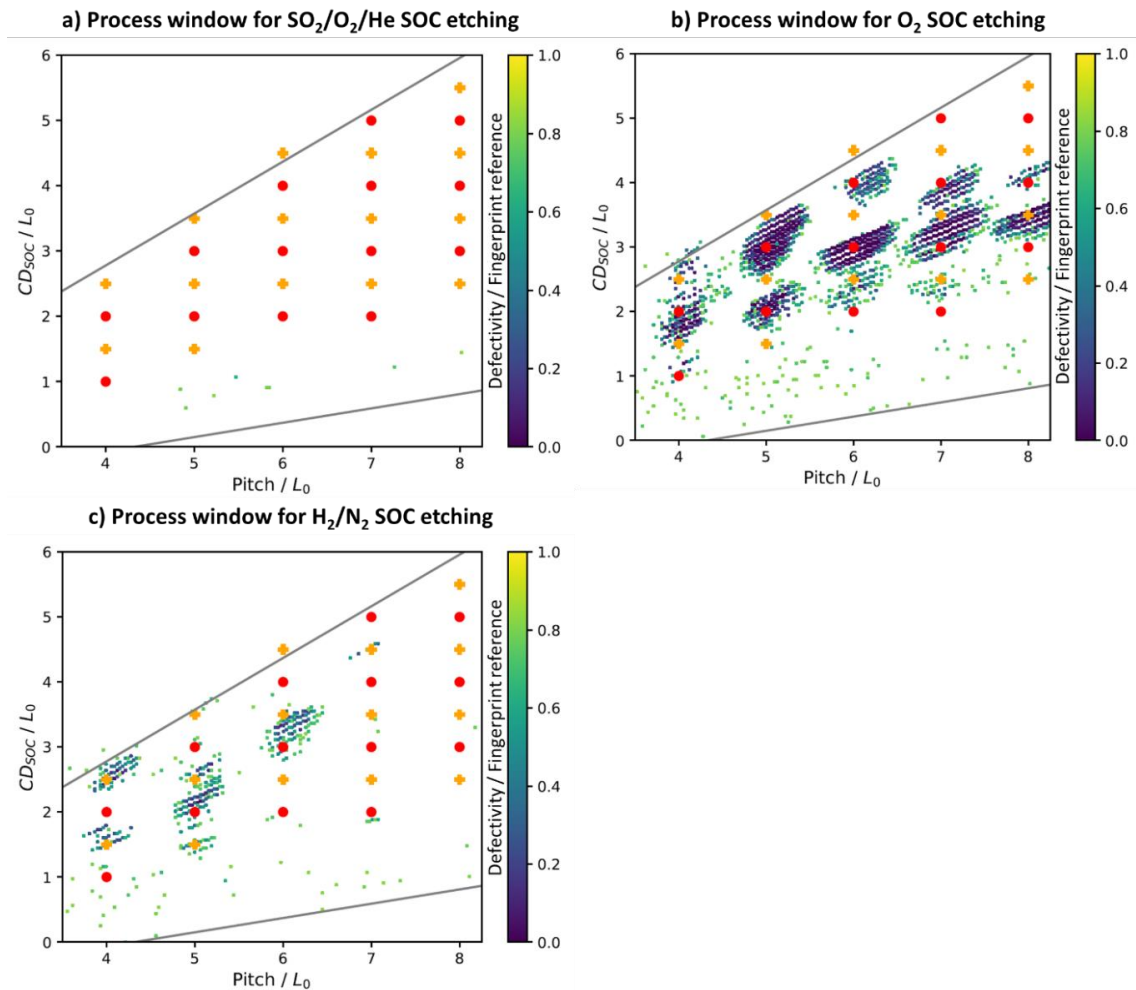 a) Process window for SO₂/O₂/He SOC etching
6
5
4
3
2
1
0
CD_SOC / L₀
4 5 6 7 8
Pitch / L₀
1.0
0.8
0.6
0.4
0.2
0.0
Defectivity / Fingerprint reference
b) Process window for O₂ SOC etching
6
5
4
3
2
1
0
CD_SOC / L₀
4 5 6 7 8
Pitch / L₀
1.0
0.8
0.6
0.4
0.2
0.0
Defectivity / Fingerprint reference
c) Process window for H₂/N₂ SOC etching
6
5
4
3
2
1
0
CD_SOC / L₀
4 5 6 7 8
Pitch / L₀
1.0
0.8
0.6
0.4
0.2
0.0
Defectivity / Fingerprint reference